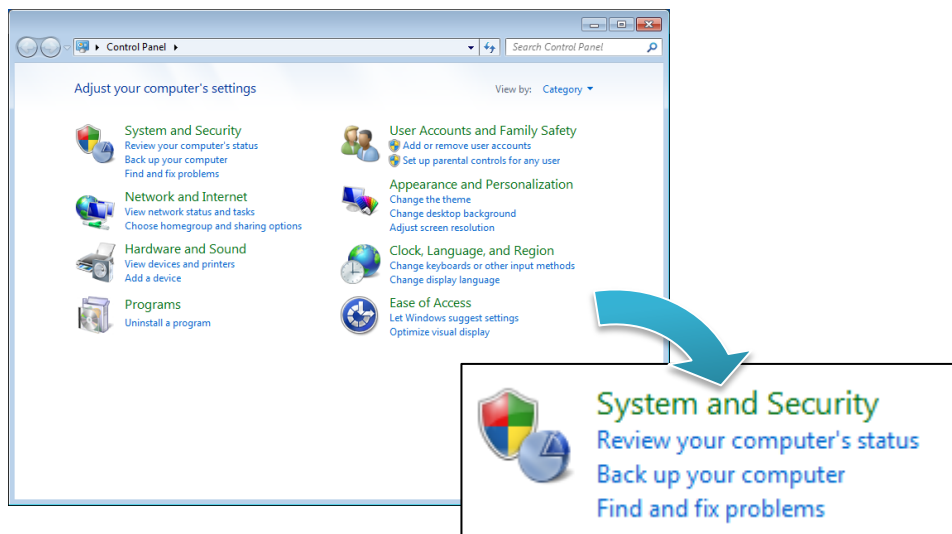 Control Panel
Search Control Panel
Adjust your computer's settings
View by: Category
System and Security
Review your computer's status
Back up your computer
Find and fix problems
Network and Internet
View network status and tasks
Choose homegroup and sharing options
Hardware and Sound
View devices and printers
Add a device
Programs
Uninstall a program
User Accounts and Family Safety
Add or remove user accounts
Set up parental controls for any user
Appearance and Personalization
Change the theme
Change desktop background
Adjust screen resolution
Clock, Language, and Region
Change keyboards or other input methods
Change display language
Ease of Access
Let Windows suggest settings
Optimize visual display
System and Security
Review your computer's status
Back up your computer
Find and fix problems